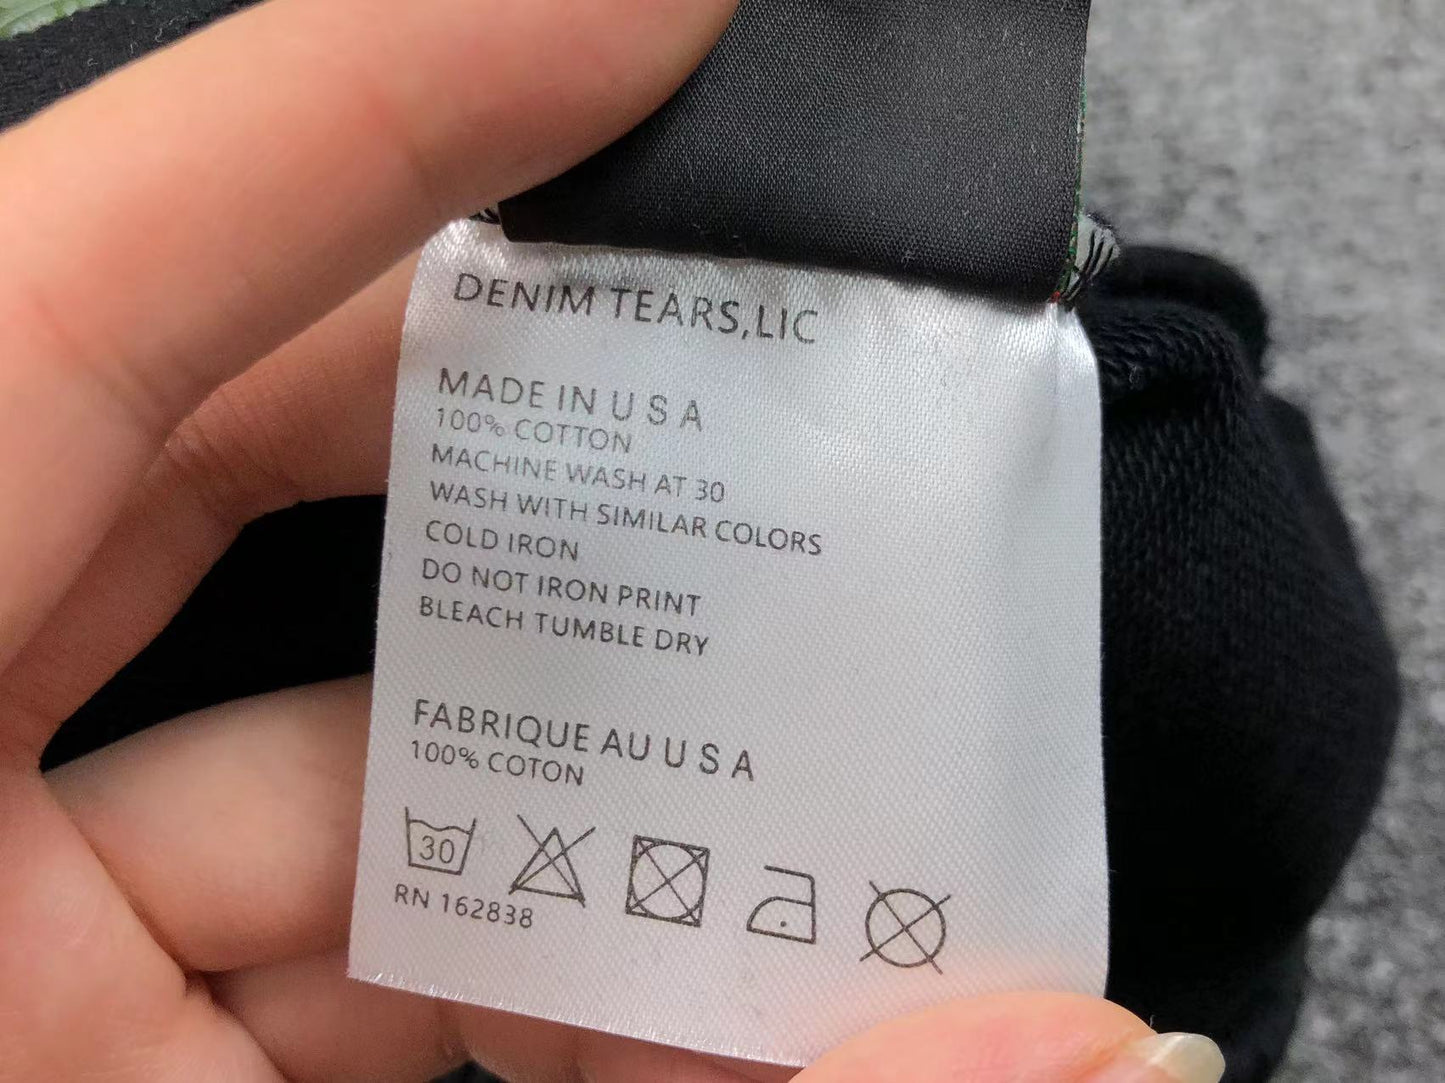 DENIM TEARS,LIC
MADE IN U S A
100% COTTON
MACHINE WASH AT 30
WASH WITH SIMILAR COLORS
COLD IRON
DO NOT IRON PRINT
BLEACH TUMBLE DRY
FABRIQUE AU U S A
100% COTON
30
RN 162838